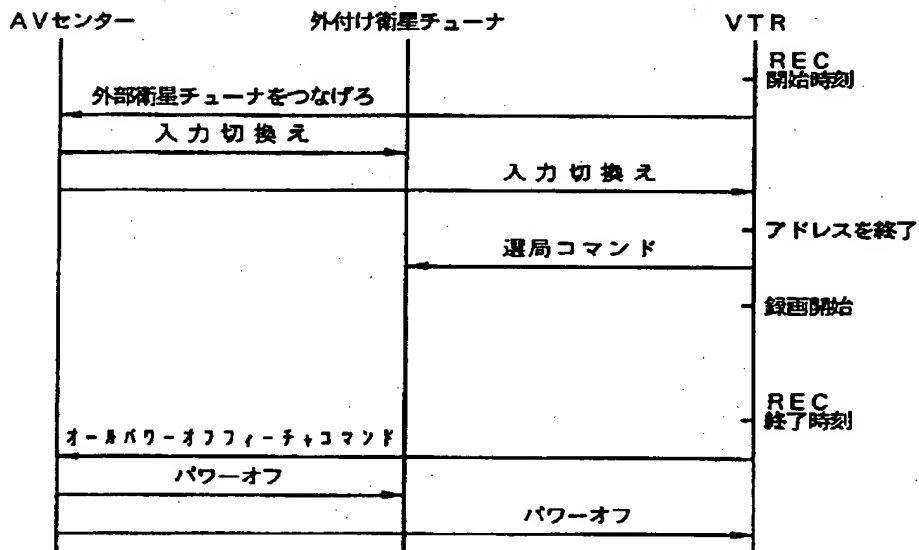 AVセンター
外付け衛星チューナ
VTR
REC
開始時刻
外部衛星チューナをつなげろ
入力切換え
入力切換え
アドレスを終了
選局コマンド
録画開始
REC
終了時刻
オールパワーオフフィーチャコマンド
パワーオフ
パワーオフ